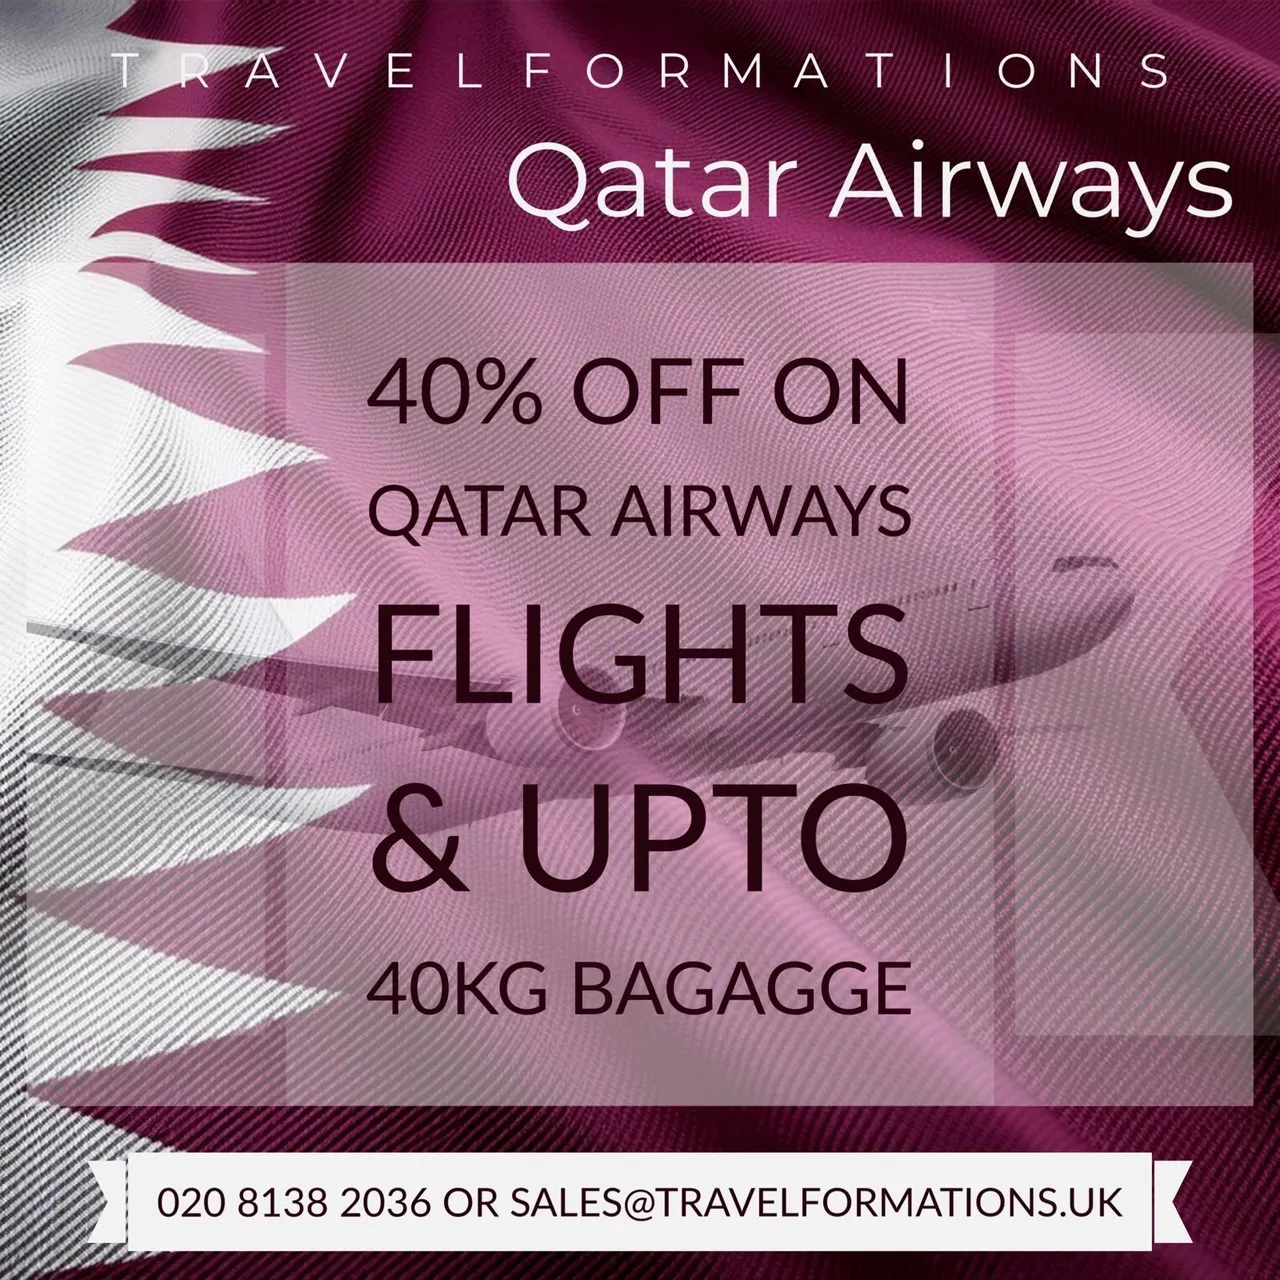 TRAVELFORMATIONS
Qatar Airways
40% OFF ON
QATAR AIRWAYS
FLIGHTS
& UPTO
40KG BAGAGGE
020 8138 2036 OR SALES@TRAVELFORMATIONS.UK